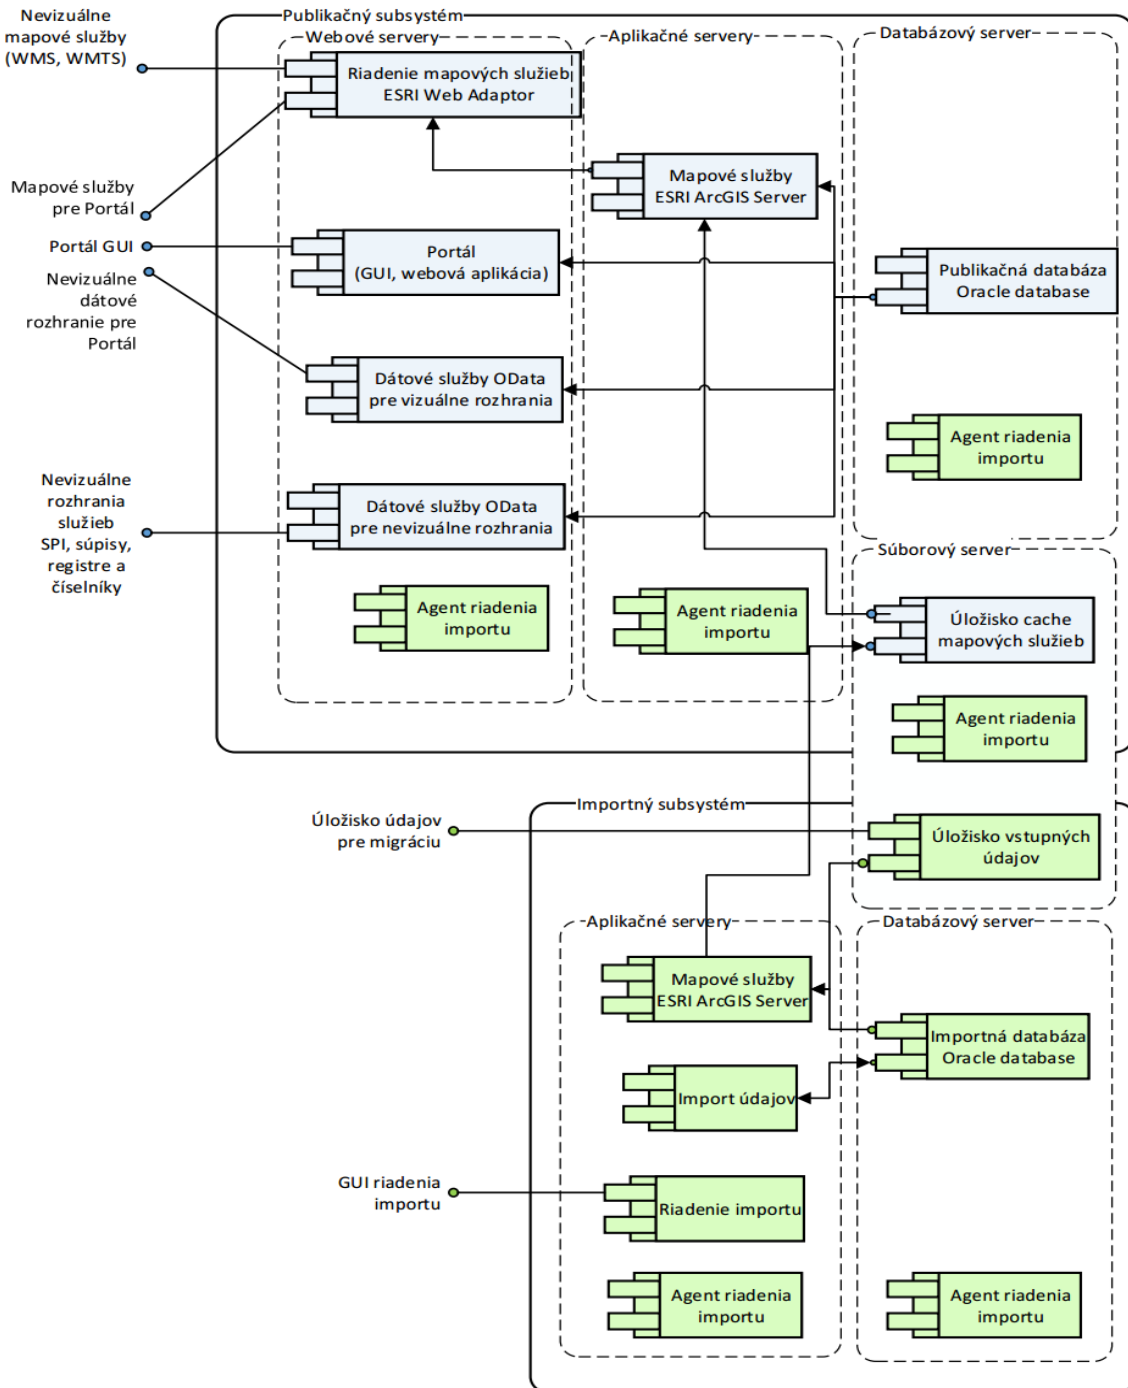 Nevizuálne
mapové služby
(WMS, WMTS)
Publikačný subsystém
Webové servery
Aplikačné servery
Databázový server
Riadenie mapových služieb
ESRI Web Adaptor
Mapové služby
ESRI ArcGIS Server
Mapové služby
pre Portál
Portál GUI
Portál
(GUI, webová aplikácia)
Publikačná databáza
Oracle database
Nevizuálne
dátové
rozhranie pre
Portál
Dátové služby OData
pre vizuálne rozhrania
Agent riadenia
importu
Nevizuálne
rozhrania
služieb
SPI, súpisy,
registre a
číselníky
Dátové služby OData
pre nevizuálne rozhrania
Súborový server
Agent riadenia
importu
Agent riadenia
importu
Úložisko cache
mapových služieb
Agent riadenia
importu
Importný subsystém
Úložisko údajov
pre migráciu
Úložisko vstupných
údajov
Aplikačné servery
Databázový server
Mapové služby
ESRI ArcGIS Server
Importná databáza
Oracle database
Import údajov
GUI riadenia
importu
Riadenie importu
Agent riadenia
importu
Agent riadenia
importu